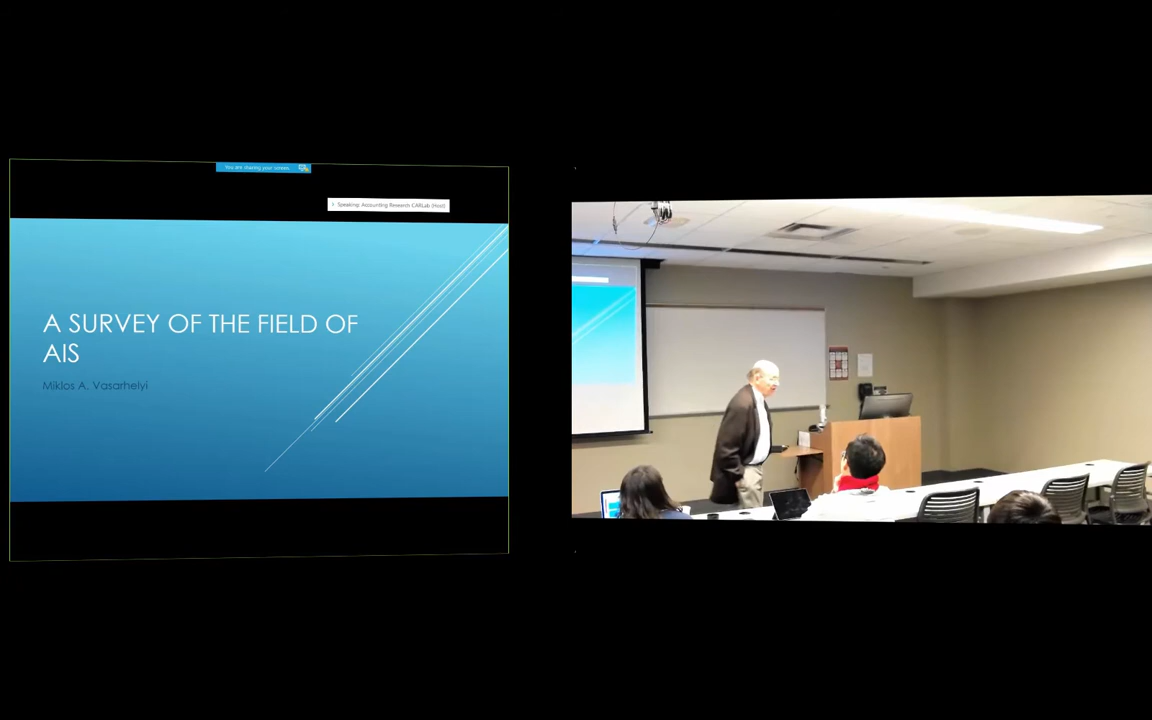 You are sharing your screen.
Speaking: Accounting Research CARLab (Host)
A SURVEY OF THE FIELD OF
AIS
Miklos A. Vasarhelyi